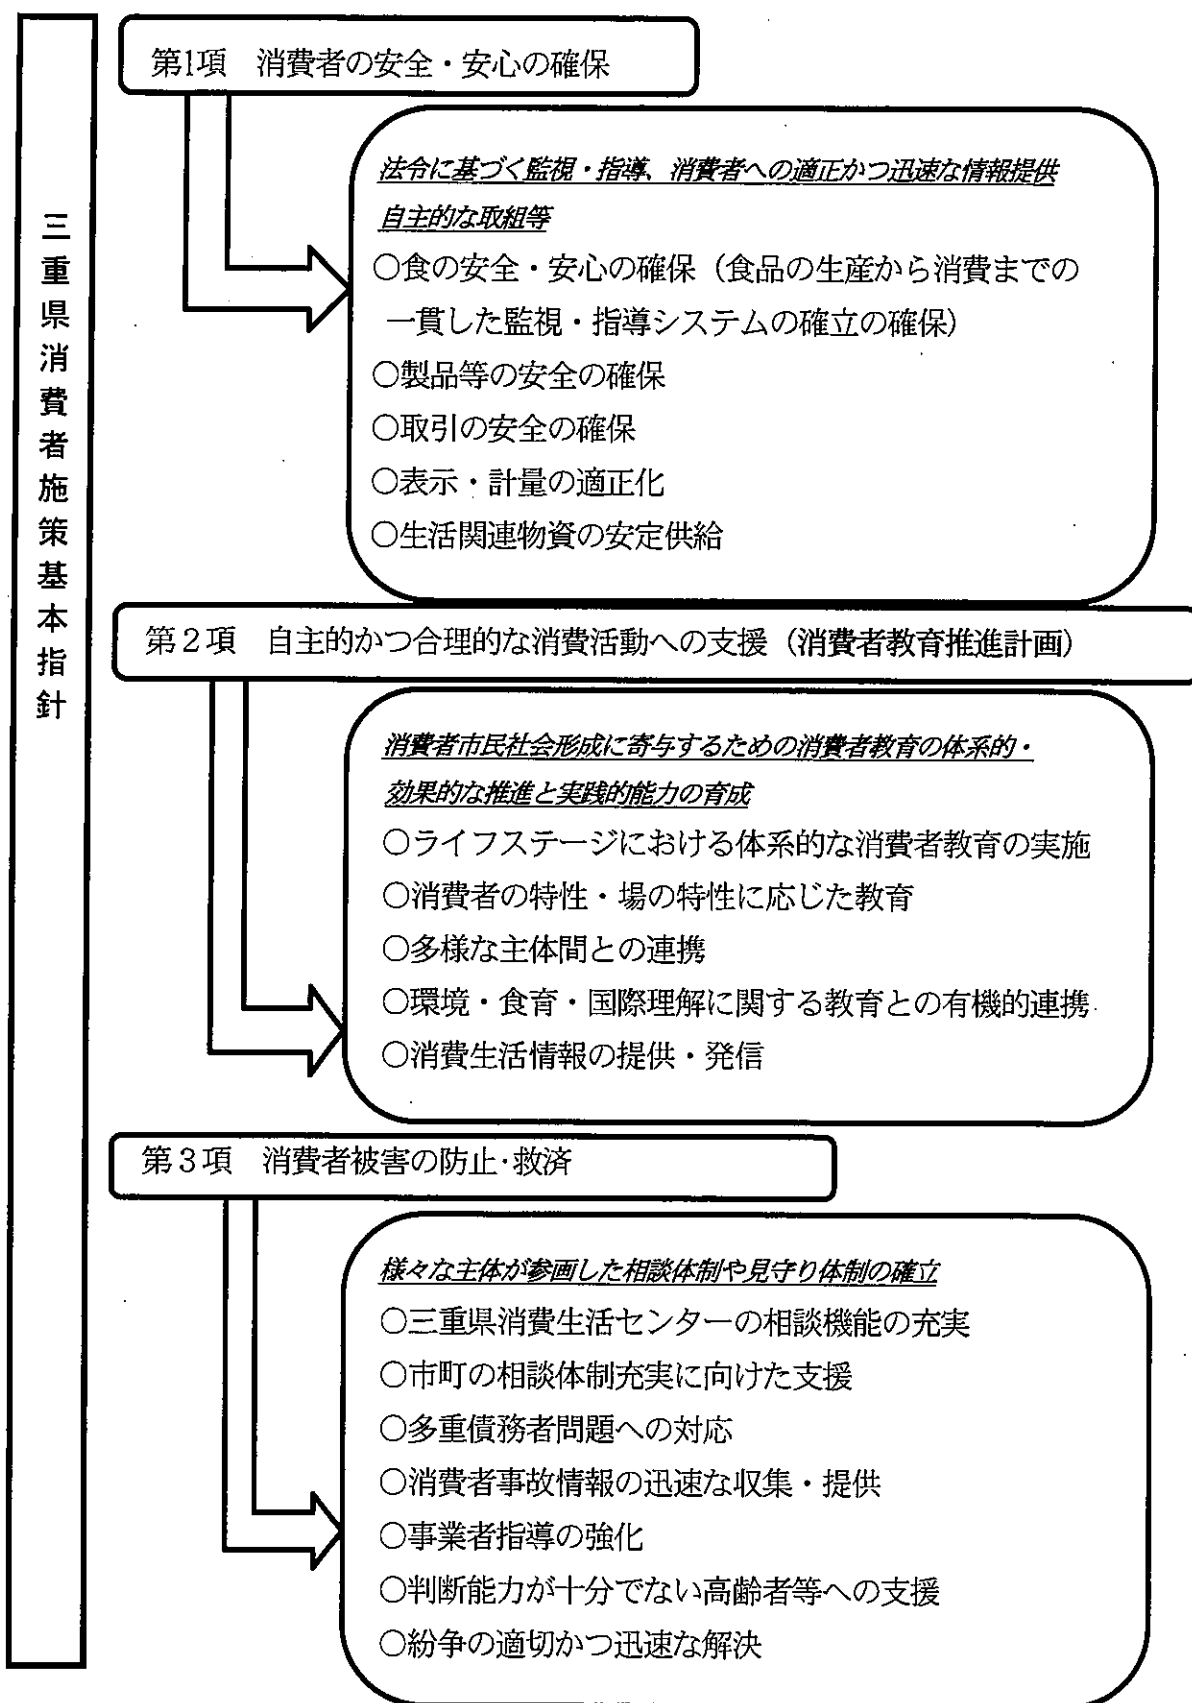 三重県消費者施策基本指針
第1項　消費者の安全・安心の確保
法令に基づく監視・指導、消費者への適正かつ迅速な情報提供
自主的な取組等
○食の安全・安心の確保（食品の生産から消費までの
一貫した監視・指導システムの確立の確保）
○製品等の安全の確保
○取引の安全の確保
○表示・計量の適正化
○生活関連物資の安定供給
第２項　自主的かつ合理的な消費活動への支援（消費者教育推進計画）
消費者市民社会形成に寄与するための消費者教育の体系的・
効果的な推進と実践的能力の育成
○ライフステージにおける体系的な消費者教育の実施
○消費者の特性・場の特性に応じた教育
○多様な主体間との連携
○環境・食育・国際理解に関する教育との有機的連携
○消費生活情報の提供・発信
第３項　消費者被害の防止･救済
様々な主体が参画した相談体制や見守り体制の確立
○三重県消費生活センターの相談機能の充実
○市町の相談体制充実に向けた支援
○多重債務者問題への対応
○消費者事故情報の迅速な収集・提供
○事業者指導の強化
○判断能力が十分でない高齢者等への支援
○紛争の適切かつ迅速な解決